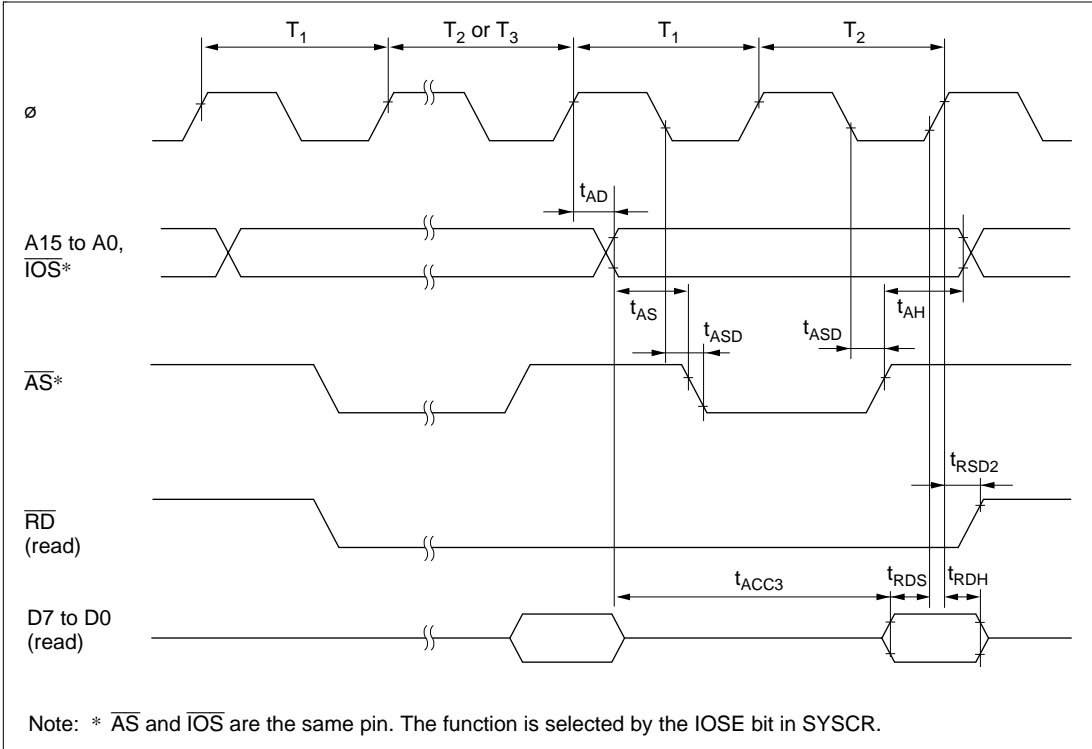 T1 T2 or T3 T1 T2
ø
tAD
A15 to A0,
IOS*
tAS tASD tASD tAH
AS*
tRSD2
RD
(read)
tACC3 tRDS tRDH
D7 to D0
(read)
Note: * AS and IOS are the same pin. The function is selected by the IOSE bit in SYSCR.